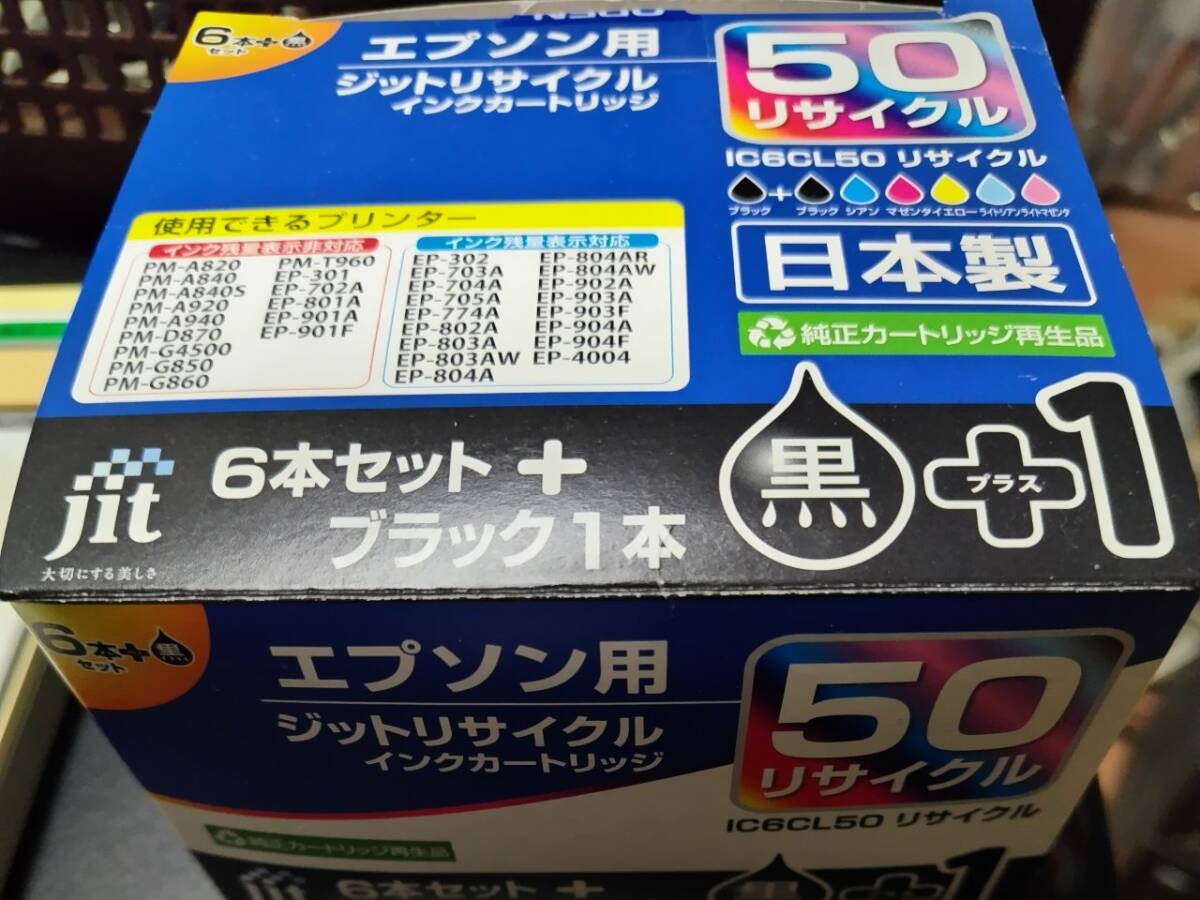 6本+黒
セット
OPEN
エプソン用
ジットリサイクル
インクカートリッジ
50
リサイクル
IC6CL50 リサイクル
ブラック + ブラック シアン マゼンタ イエロー ライトシアン ライトマゼンタ
日本製
純正カートリッジ再生品
使用できるプリンター
インク残量表示非対応
PM-A820 PM-T960
PM-A840 EP-301
PM-A840S EP-702A
PM-A920 EP-801A
PM-A940 EP-901A
PM-D870 EP-901F
PM-G4500
PM-G850
PM-G860
インク残量表示対応
EP-302 EP-804AR
EP-703A EP-804AW
EP-704A EP-902A
EP-705A EP-903A
EP-774A EP-903F
EP-802A EP-904A
EP-803A EP-904F
EP-803AW EP-4004
EP-804A
jit
大切にする美しさ
6本セット+
ブラック1本
黒
プラス
1
6本+黒
セット
エプソン用
ジットリサイクル
インクカートリッジ
50
リサイクル
IC6CL50 リサイクル
純正カートリッジ再生品
jit
6本セット+
黒+1